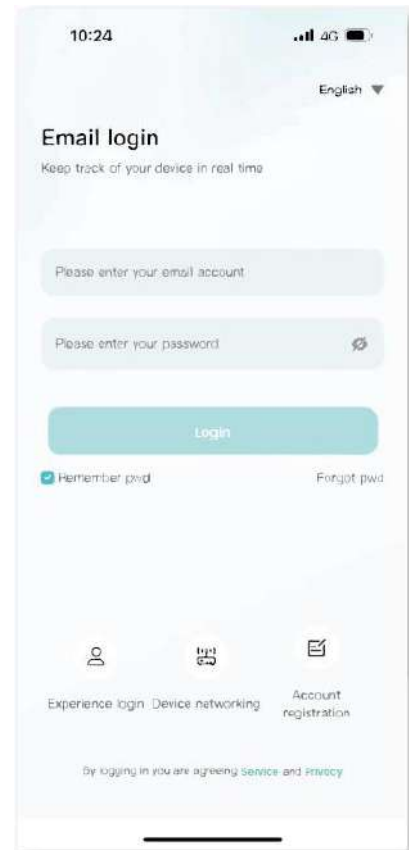 10:24
4G
English
Email login
Keep track of your device in real time
Please enter your email account
Please enter your password
Login
Remember pwd
Forgot pwd
Experience login
Device networking
Account
registration
By logging in you are agreeing Service and Privacy